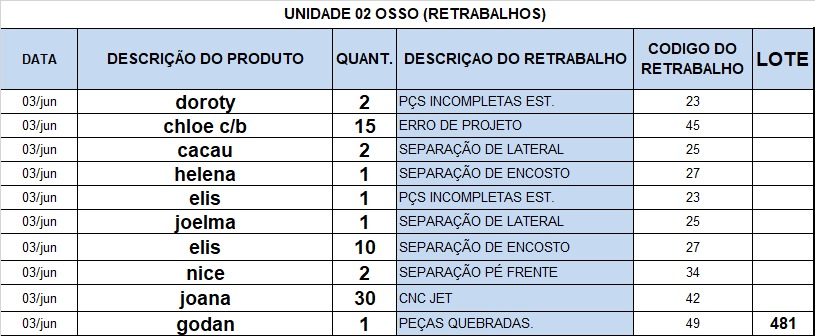 UNIDADE 02 OSSO (RETRABALHOS)
DATA DESCRIÇÃO DO PRODUTO QUANT. DESCRIÇAO DO RETRABALHO CODIGO DO RETRABALHO LOTE
03/jun doroty 2 PÇS INCOMPLETAS EST. 23
03/jun chloe c/b 15 ERRO DE PROJETO 45
03/jun cacau 2 SEPARAÇÃO DE LATERAL 25
03/jun helena 1 SEPARAÇÃO DE ENCOSTO 27
03/jun elis 1 PÇS INCOMPLETAS EST. 23
03/jun joelma 1 SEPARAÇÃO DE LATERAL 25
03/jun elis 10 SEPARAÇÃO DE ENCOSTO 27
03/jun nice 2 SEPARAÇÃO PÉ FRENTE 34
03/jun joana 30 CNC JET 42
03/jun godan 1 PEÇAS QUEBRADAS. 49 481